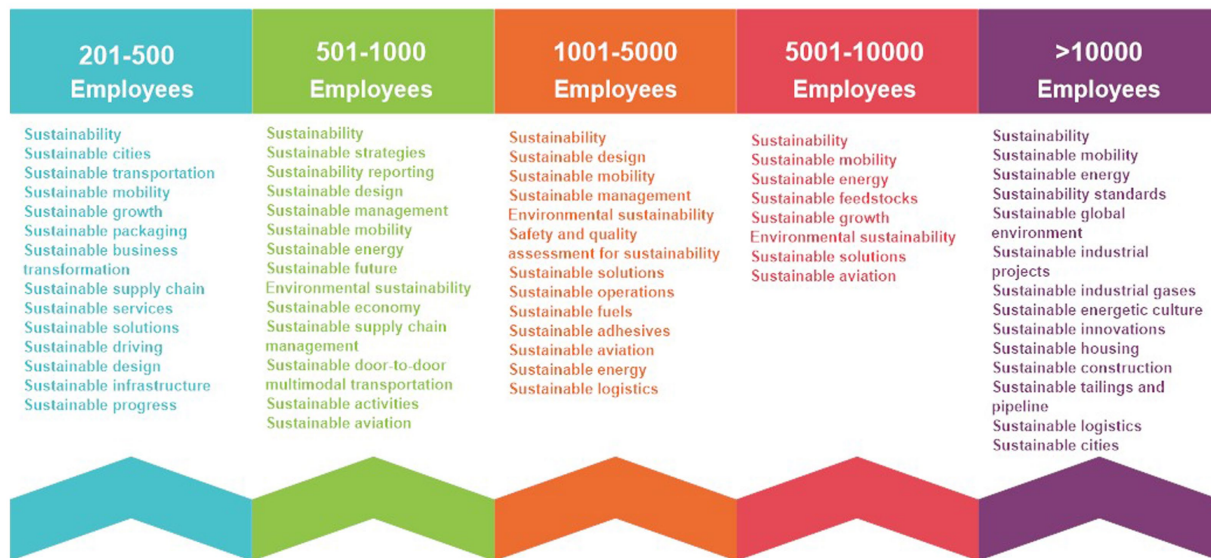 201-500
Employees
Sustainability
Sustainable cities
Sustainable transportation
Sustainable mobility
Sustainable growth
Sustainable packaging
Sustainable business
transformation
Sustainable supply chain
Sustainable services
Sustainable solutions
Sustainable driving
Sustainable design
Sustainable infrastructure
Sustainable progress
501-1000
Employees
Sustainability
Sustainable strategies
Sustainability reporting
Sustainable design
Sustainable management
Sustainable mobility
Sustainable energy
Sustainable future
Environmental sustainability
Sustainable economy
Sustainable supply chain
management
Sustainable door-to-door
multimodal transportation
Sustainable activities
Sustainable aviation
1001-5000
Employees
Sustainability
Sustainable design
Sustainable mobility
Sustainable management
Environmental sustainability
Safety and quality
assessment for sustainability
Sustainable solutions
Sustainable operations
Sustainable fuels
Sustainable adhesives
Sustainable aviation
Sustainable energy
Sustainable logistics
5001-10000
Employees
Sustainability
Sustainable mobility
Sustainable energy
Sustainable feedstocks
Sustainable growth
Environmental sustainability
Sustainable solutions
Sustainable aviation
>10000
Employees
Sustainability
Sustainable mobility
Sustainable energy
Sustainability standards
Sustainable global
environment
Sustainable industrial
projects
Sustainable industrial gases
Sustainable energetic culture
Sustainable innovations
Sustainable housing
Sustainable construction
Sustainable tailings and
pipeline
Sustainable logistics
Sustainable cities